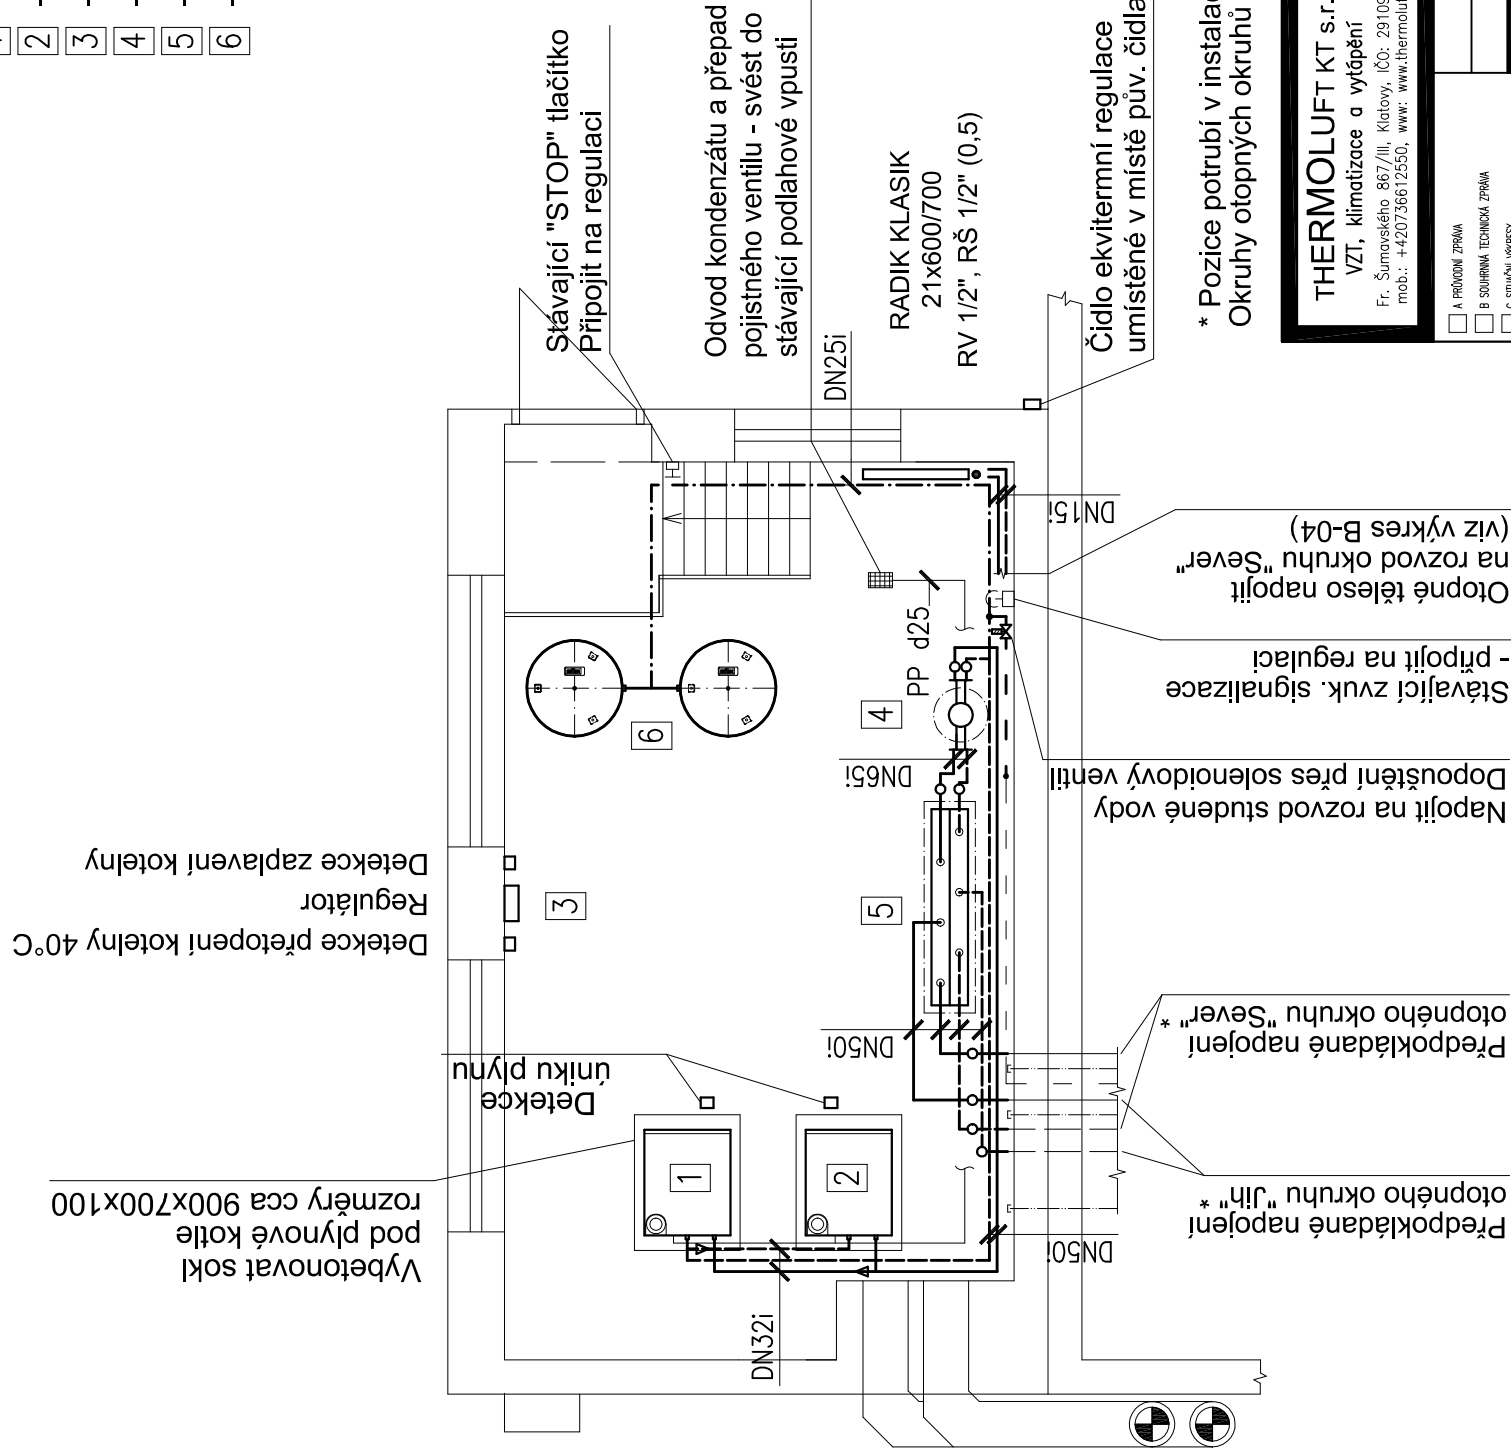 1
2
3
4
5
6
Stávající "STOP" tlačítko
Připojit na regulaci
Odvod kondenzátu a přepad
pojistného ventilu - svést do
stávající podlahové vpusti
RADIK KLASIK
21x600/700
RV 1/2", RŠ 1/2" (0,5)
Čidlo ekvitermní regulace
umístěné v místě pův. čidla
* Pozice potrubí v instalač
Okruhy otopných okruhů
THERMOLUFT KT s.r.
VZT, klimatizace a vytápění
Fr. Šumavského 867/III, Klatovy, IČO: 29109
mob.: +420736612550, www: www.thermoluf
A PRŮVODNÍ ZPRÁVA
B SOUHRNNÁ TECHNICKÁ ZPRÁVA
C SITUAČNÍ VÝKRESY
Detekce zaplavení kotelny
Regulátor
Detekce přetopení kotelny 40°C
3
6
4
5
PP d25
DN25i
DN65i
DN15i
DN50i
Detekce
úniku plynu
1
2
Vybetonovat sokl
pod plynové kotle
rozměry cca 900x700x100
DN32i
DN50i
Otopné těleso napojit
na rozvod okruhu "Sever"
(viz výkres B-04)
Stávající zvuk. signalizace
- připojit na regulaci
Napojit na rozvod studené vody
Dopouštění přes solenoidový ventil
Předpokládané napojení
otopného okruhu "Sever" *
Předpokládané napojení
otopného okruhu "Jih" *